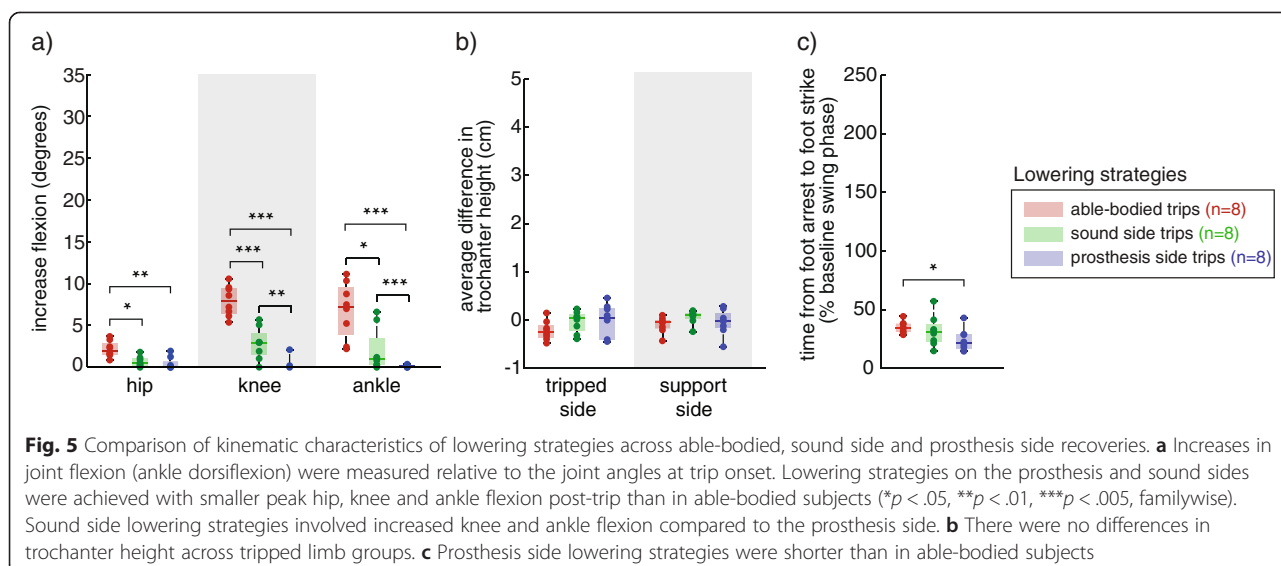 a)
increase flexion (degrees)
35
30
25
20
15
10
5
0
***
***
***
*
**
***
**
*
hip
knee
ankle
b)
average difference in
trochanter height (cm)
5
4
3
2
1
0
-1
tripped
side
support
side
c)
time from foot arrest to foot strike
(% baseline swing phase)
250
200
150
100
50
0
*
Lowering strategies
able-bodied trips (n=8)
sound side trips (n=8)
prosthesis side trips (n=8)
Fig. 5 Comparison of kinematic characteristics of lowering strategies across able-bodied, sound side and prosthesis side recoveries. a Increases in
joint flexion (ankle dorsiflexion) were measured relative to the joint angles at trip onset. Lowering strategies on the prosthesis and sound sides
were achieved with smaller peak hip, knee and ankle flexion post-trip than in able-bodied subjects (*p < .05, **p < .01, ***p < .005, familywise).
Sound side lowering strategies involved increased knee and ankle flexion compared to the prosthesis side. b There were no differences in
trochanter height across tripped limb groups. c Prosthesis side lowering strategies were shorter than in able-bodied subjects